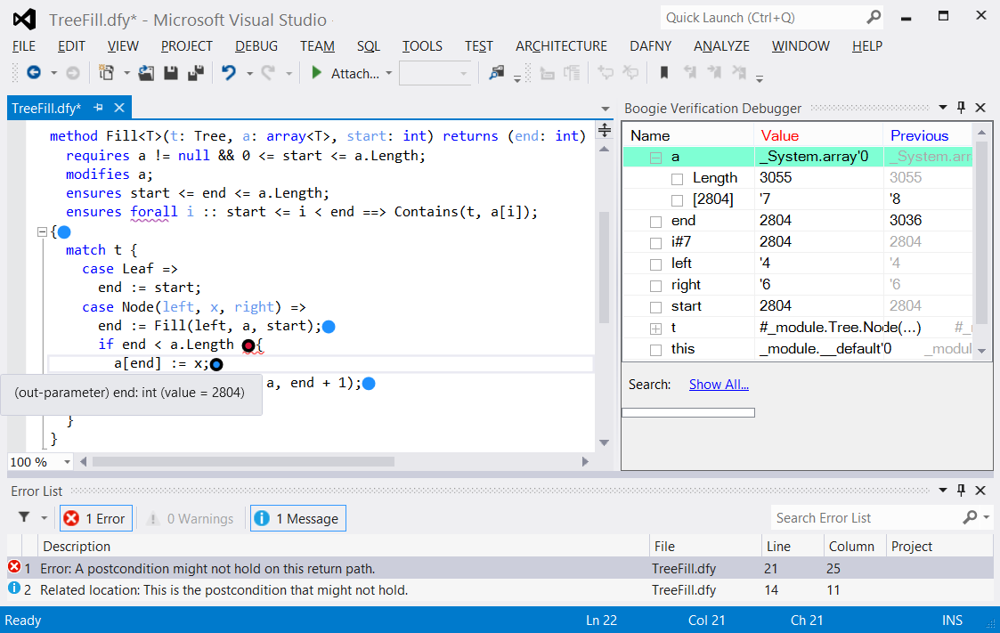 TreeFill.dfy* - Microsoft Visual Studio
Quick Launch (Ctrl+Q)
FILE EDIT VIEW PROJECT DEBUG TEAM SQL TOOLS TEST ARCHITECTURE DAFNY ANALYZE WINDOW HELP
Attach...
TreeFill.dfy*
method Fill<T>(t: Tree, a: array<T>, start: int) returns (end: int)
requires a != null && 0 <= start <= a.Length;
modifies a;
ensures start <= end <= a.Length;
ensures forall i :: start <= i < end ==> Contains(t, a[i]);
{
match t {
case Leaf =>
end := start;
case Node(left, x, right) =>
end := Fill(left, a, start);
if end < a.Length {
a[end] := x;
a, end + 1);
(out-parameter) end: int (value = 2804)
}
}
100 %
Boogie Verification Debugger
Name Value Previous
a _System.array'0 _System.arr
Length 3055 3055
[2804] '7 '8
end 2804 3036
i#7 2804 2804
left '4 '4
right '6 '6
start 2804 2804
t #_module.Tree.Node(...) #_
this _module.__default'0 _modul
Search: Show All...
Error List
1 Error 0 Warnings 1 Message
Search Error List
Description File Line Column Project
1 Error: A postcondition might not hold on this return path. TreeFill.dfy 21 25
2 Related location: This is the postcondition that might not hold. TreeFill.dfy 14 11
Ready Ln 22 Col 21 Ch 21 INS